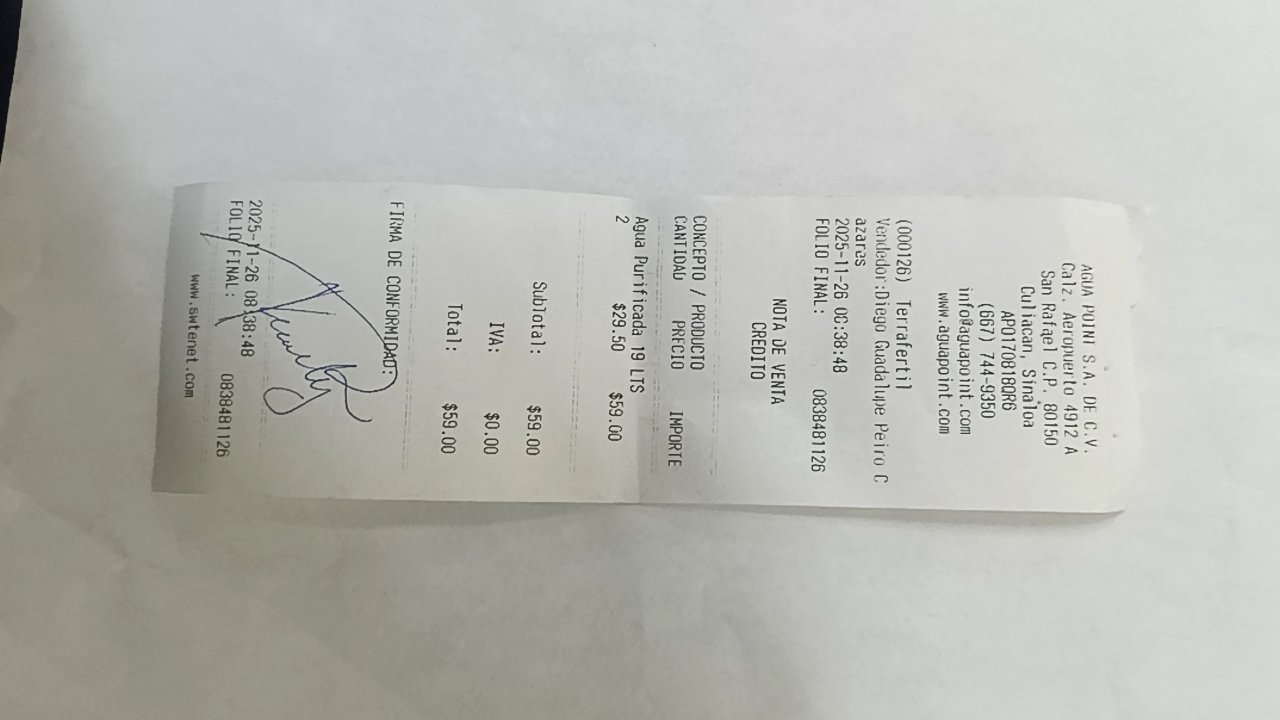 AGUA POINT S.A. DE C.V.
Calz. Aeropuerto 4912 A
San Rafael C.P. 80150
Culiacan, Sinaloa
APO170818QR6
(667) 744-9350
info@aguapoint.com
www.aguapoint.com
(000126) Terrafertil
Vendedor:Diego Guadalupe Peiro C
azares
2025-11-26 08:38:48
FOLIO FINAL: 0838481126
NOTA DE VENTA
CREDITO
CONCEPTO / PRODUCTO
CANTIDAD PRECIO IMPORTE
Agua Purificada 19 LTS
2 $29.50 $59.00
Subtotal: $59.00
IVA: $0.00
Total: $59.00
FIRMA DE CONFORMIDAD:
2025-11-26 08:38:48
FOLIO FINAL: 0838481126
www.swtenet.com